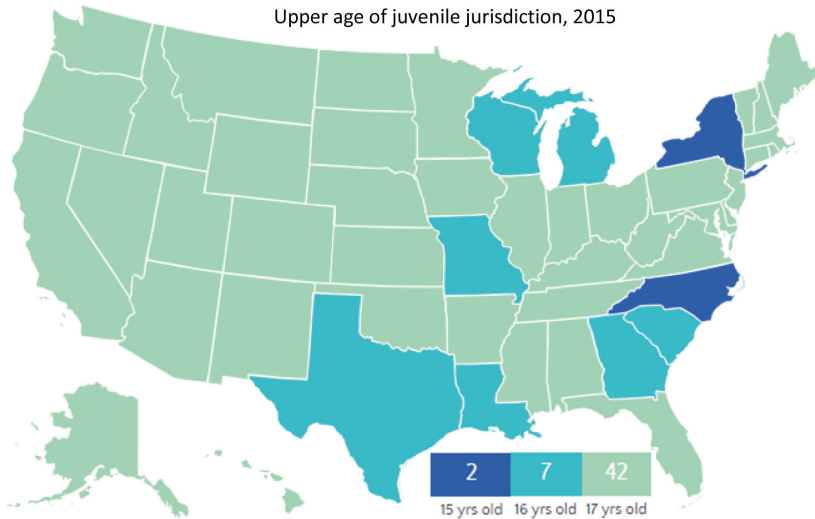 Upper age of juvenile jurisdiction, 2015
2 7 42
15 yrs old 16 yrs old 17 yrs old